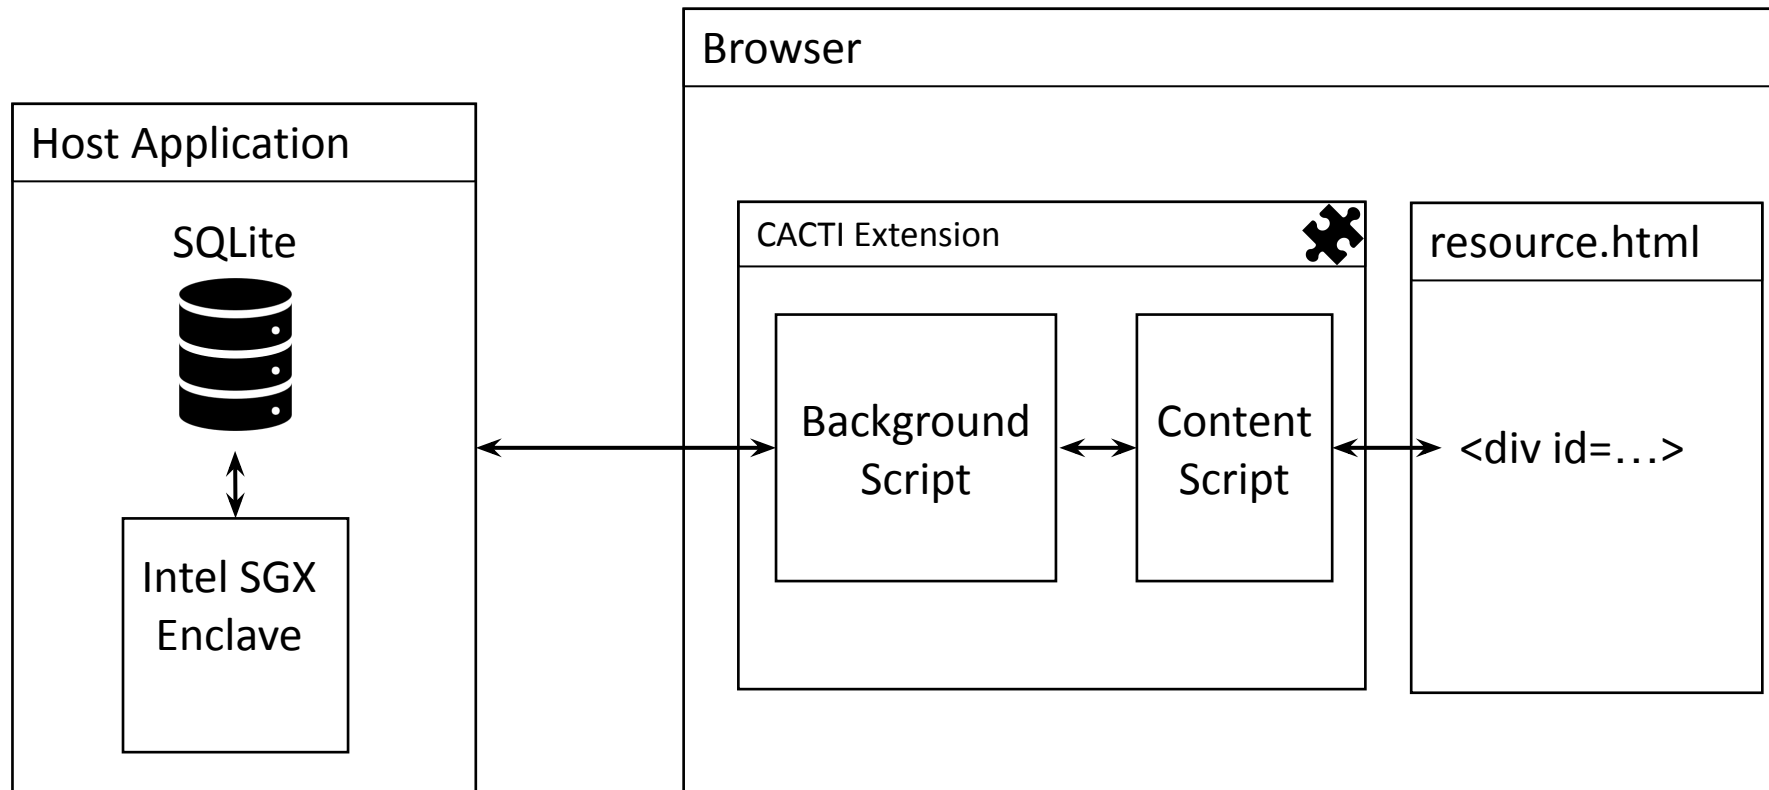 Browser
Host Application
SQLite
Intel SGX
Enclave
CACTI Extension
Background
Script
Content
Script
resource.html
<div id=…>